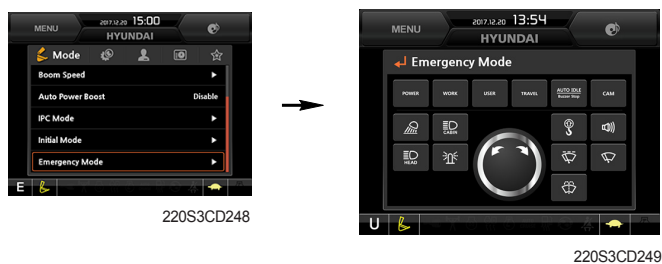 MENU
2017.12.20 15:00
HYUNDAI
Mode
Boom Speed
Auto Power Boost Disable
IPC Mode
Initial Mode
Emergency Mode
E
220S3CD248
MENU
2017.12.20 13:54
HYUNDAI
Emergency Mode
POWER WORK USER TRAVEL AUTO IDLE CAM
Buzzer Stop
CABIN
HEAD
U
220S3CD249